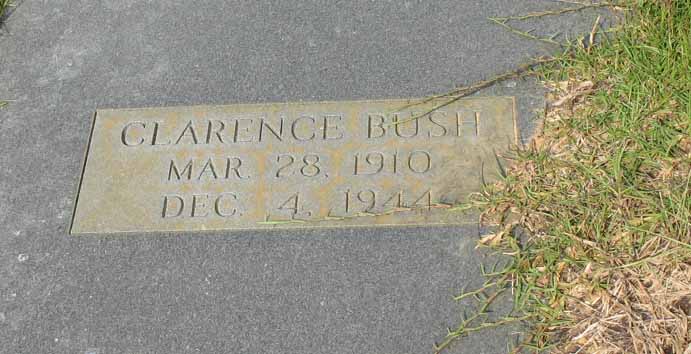 CLARENCE BUSH
MAR. 28, 1910
DEC. 4, 1944